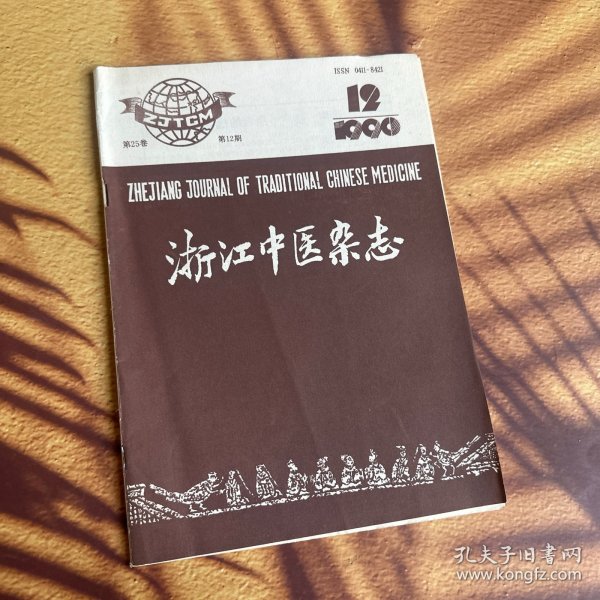 ISSN 0411-8421
ZJTCM
12
1990
第25卷 第12期
ZHEJIANG JOURNAL OF TRADITIONAL CHINESE MEDICINE
浙江中医杂志
孔夫子旧书网
www.kongfz.com